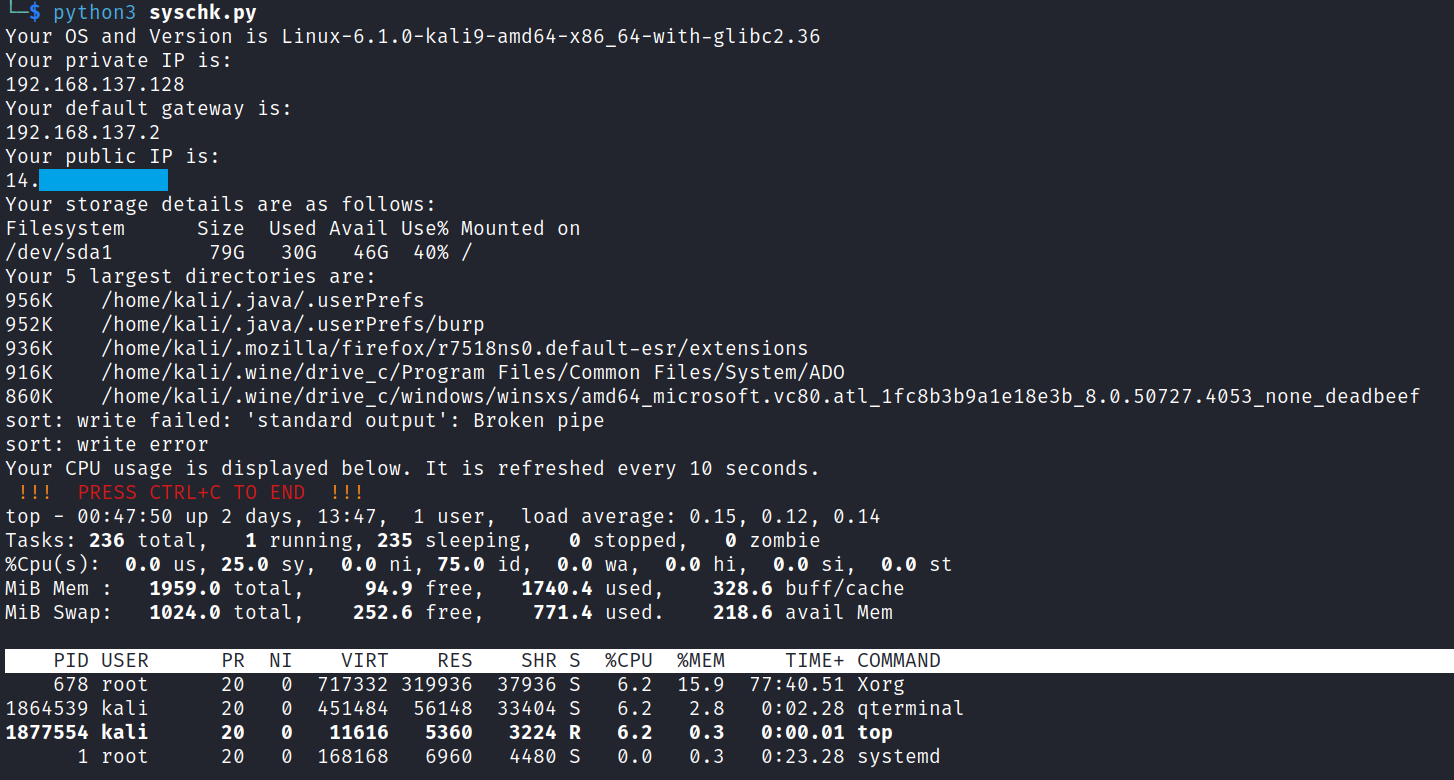 └─$ python3 syschk.py
Your OS and Version is Linux-6.1.0-kali9-amd64-x86_64-with-glibc2.36
Your private IP is:
192.168.137.128
Your default gateway is:
192.168.137.2
Your public IP is:
14.
Your storage details are as follows:
Filesystem      Size  Used Avail Use% Mounted on
/dev/sda1        79G   30G   46G  40% /
Your 5 largest directories are:
956K    /home/kali/.java/.userPrefs
952K    /home/kali/.java/.userPrefs/burp
936K    /home/kali/.mozilla/firefox/r7518ns0.default-esr/extensions
916K    /home/kali/.wine/drive_c/Program Files/Common Files/System/ADO
860K    /home/kali/.wine/drive_c/windows/winsxs/amd64_microsoft.vc80.atl_1fc8b3b9a1e18e3b_8.0.50727.4053_none_deadbeef
sort: write failed: 'standard output': Broken pipe
sort: write error
Your CPU usage is displayed below. It is refreshed every 10 seconds.
 !!!  PRESS CTRL+C TO END  !!!
top - 00:47:50 up 2 days, 13:47,  1 user,  load average: 0.15, 0.12, 0.14
Tasks: 236 total,   1 running, 235 sleeping,   0 stopped,   0 zombie
%Cpu(s):  0.0 us, 25.0 sy,  0.0 ni, 75.0 id,  0.0 wa,  0.0 hi,  0.0 si,  0.0 st
MiB Mem :   1959.0 total,     94.9 free,   1740.4 used,    328.6 buff/cache
MiB Swap:   1024.0 total,    252.6 free,    771.4 used.    218.6 avail Mem
    PID USER      PR  NI    VIRT    RES    SHR S  %CPU  %MEM     TIME+ COMMAND
    678 root      20   0  717332 319936  37936 S   6.2  15.9  77:40.51 Xorg
1864539 kali      20   0  451484  56148  33404 S   6.2   2.8   0:02.28 qterminal
1877554 kali      20   0   11616   5360   3224 R   6.2   0.3   0:00.01 top
      1 root      20   0  168168   6960   4480 S   0.0   0.3   0:23.28 systemd